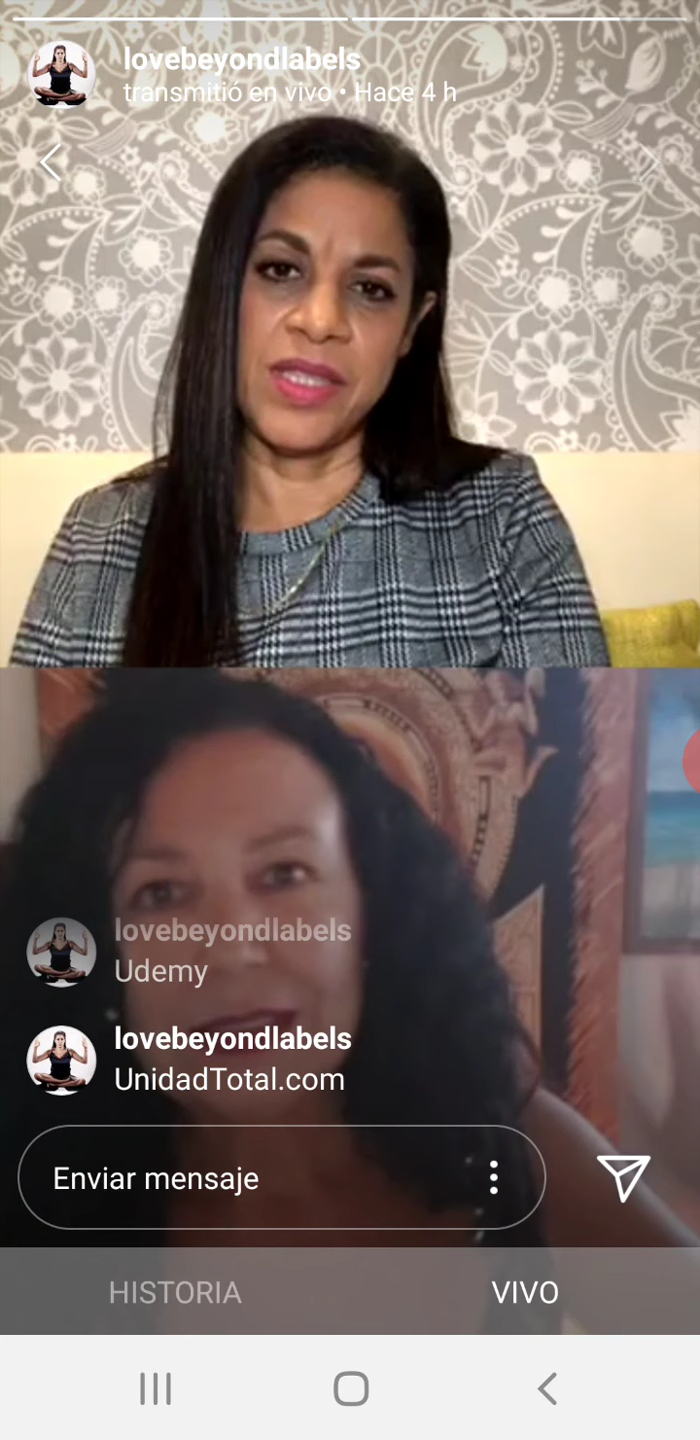 lovebeyondlabels
transmitió en vivo • Hace 4 h
lovebeyondlabels
Udemy
lovebeyondlabels
UnidadTotal.com
Enviar mensaje
HISTORIA
VIVO